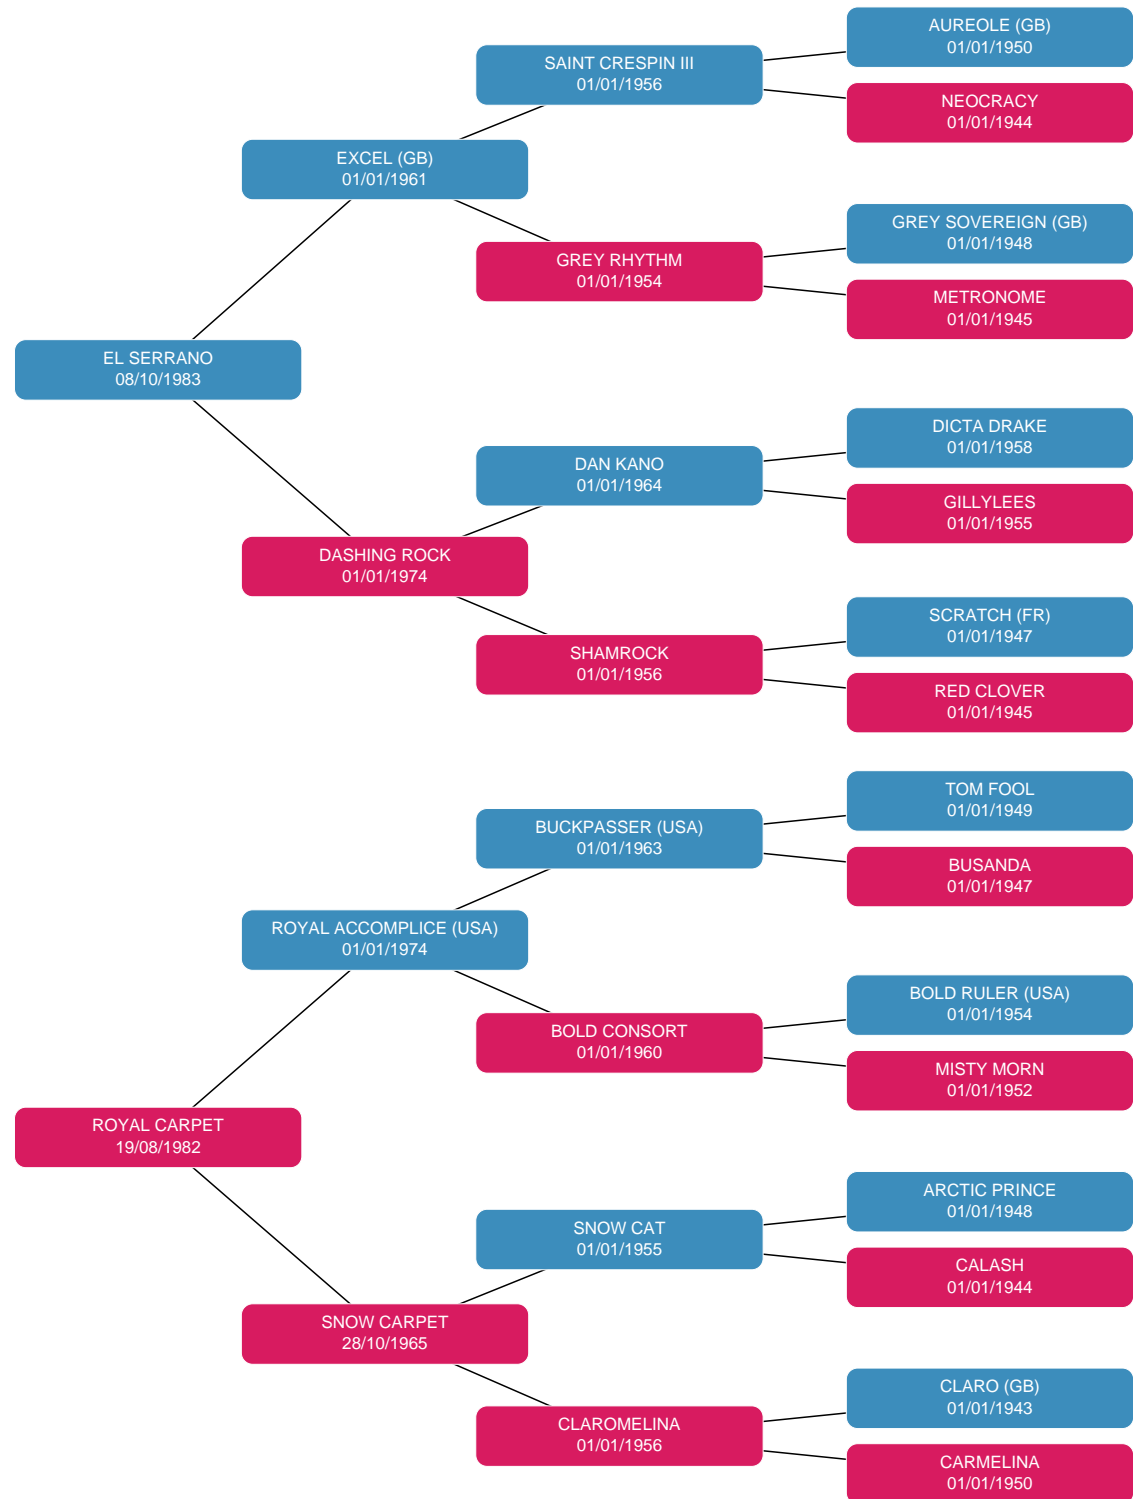 AUREOLE (GB)
01/01/1950
SAINT CRESPIN III
01/01/1956
NEOCRACY
01/01/1944
EXCEL (GB)
01/01/1961
GREY SOVEREIGN (GB)
01/01/1948
GREY RHYTHM
01/01/1954
METRONOME
01/01/1945
EL SERRANO
08/10/1983
DICTA DRAKE
01/01/1958
DAN KANO
01/01/1964
GILLYLEES
01/01/1955
DASHING ROCK
01/01/1974
SCRATCH (FR)
01/01/1947
SHAMROCK
01/01/1956
RED CLOVER
01/01/1945
TOM FOOL
01/01/1949
BUCKPASSER (USA)
01/01/1963
BUSANDA
01/01/1947
ROYAL ACCOMPLICE (USA)
01/01/1974
BOLD RULER (USA)
01/01/1954
BOLD CONSORT
01/01/1960
MISTY MORN
01/01/1952
ROYAL CARPET
19/08/1982
ARCTIC PRINCE
01/01/1948
SNOW CAT
01/01/1955
CALASH
01/01/1944
SNOW CARPET
28/10/1965
CLARO (GB)
01/01/1943
CLAROMELINA
01/01/1956
CARMELINA
01/01/1950